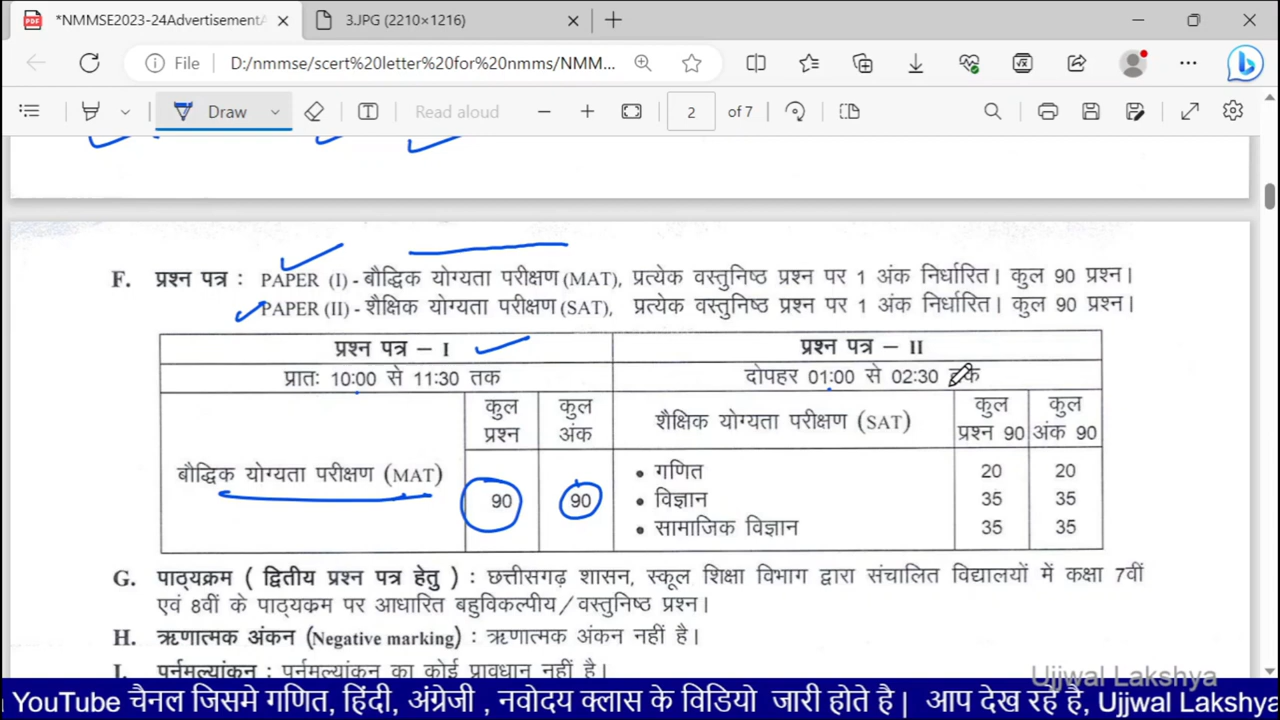 *NMMSE2023-24AdvertisementA
3.JPG (2210×1216)
File
D:/nmmse/scert%20letter%20for%20nmms/NMM...
Draw
Read aloud
2
of 7
F. प्रश्न पत्र : PAPER (I) - बौद्धिक योग्यता परीक्षण (MAT), प्रत्येक वस्तुनिष्ठ प्रश्न पर 1 अंक निर्धारित। कुल 90 प्रश्न।
PAPER (II) - शैक्षिक योग्यता परीक्षण (SAT), प्रत्येक वस्तुनिष्ठ प्रश्न पर 1 अंक निर्धारित। कुल 90 प्रश्न।
प्रश्न पत्र – I
प्रश्न पत्र – II
प्रातः 10:00 से 11:30 तक
दोपहर 01:00 से 02:30 तक
कुल प्रश्न
कुल अंक
शैक्षिक योग्यता परीक्षण (SAT)
कुल प्रश्न 90
कुल अंक 90
बौद्धिक योग्यता परीक्षण (MAT)
90
90
• गणित 20 20
• विज्ञान 35 35
• सामाजिक विज्ञान 35 35
G. पाठ्यक्रम ( द्वितीय प्रश्न पत्र हेतु ) : छत्तीसगढ़ शासन, स्कूल शिक्षा विभाग द्वारा संचालित विद्यालयों में कक्षा 7वीं
एवं 8वीं के पाठ्यक्रम पर आधारित बहुविकल्पीय/वस्तुनिष्ठ प्रश्न।
H. ऋणात्मक अंकन (Negative marking) : ऋणात्मक अंकन नहीं है।
I. पुर्नमूल्यांकन : पुर्नमूल्यांकन का कोई प्रावधान नहीं है।
Ujjwal Lakshya
YouTube चैनल जिसमे गणित, हिंदी, अंग्रेजी , नवोदय क्लास के विडियो जारी होते है | आप देख रहे है, Ujjwal Lakshya